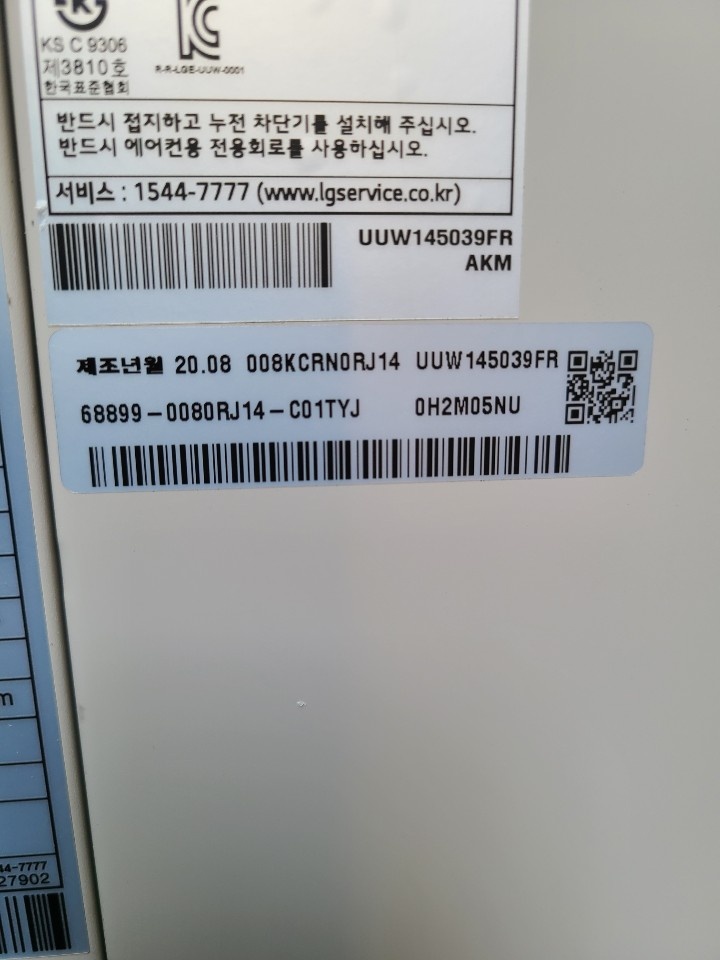 KS C 9306
제3810호
한국표준협회
R-R-LGE-UUW-0001
반드시 접지하고 누전 차단기를 설치해 주십시오.
반드시 에어컨용 전용회로를 사용하십시오.
서비스 : 1544-7777 (www.lgservice.co.kr)
UUW145039FR
AKM
제조년월 20.08 008KCRN0RJ14 UUW145039FR
68899-0080RJ14-C01TYJ 0H2M05NU
m
44-7777
27902